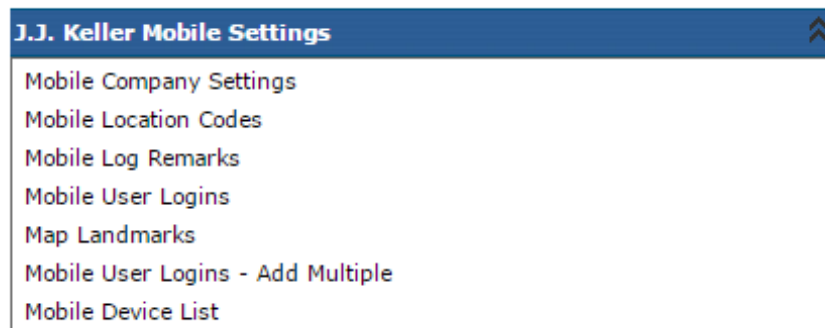 J.J. Keller Mobile Settings
Mobile Company Settings
Mobile Location Codes
Mobile Log Remarks
Mobile User Logins
Map Landmarks
Mobile User Logins - Add Multiple
Mobile Device List